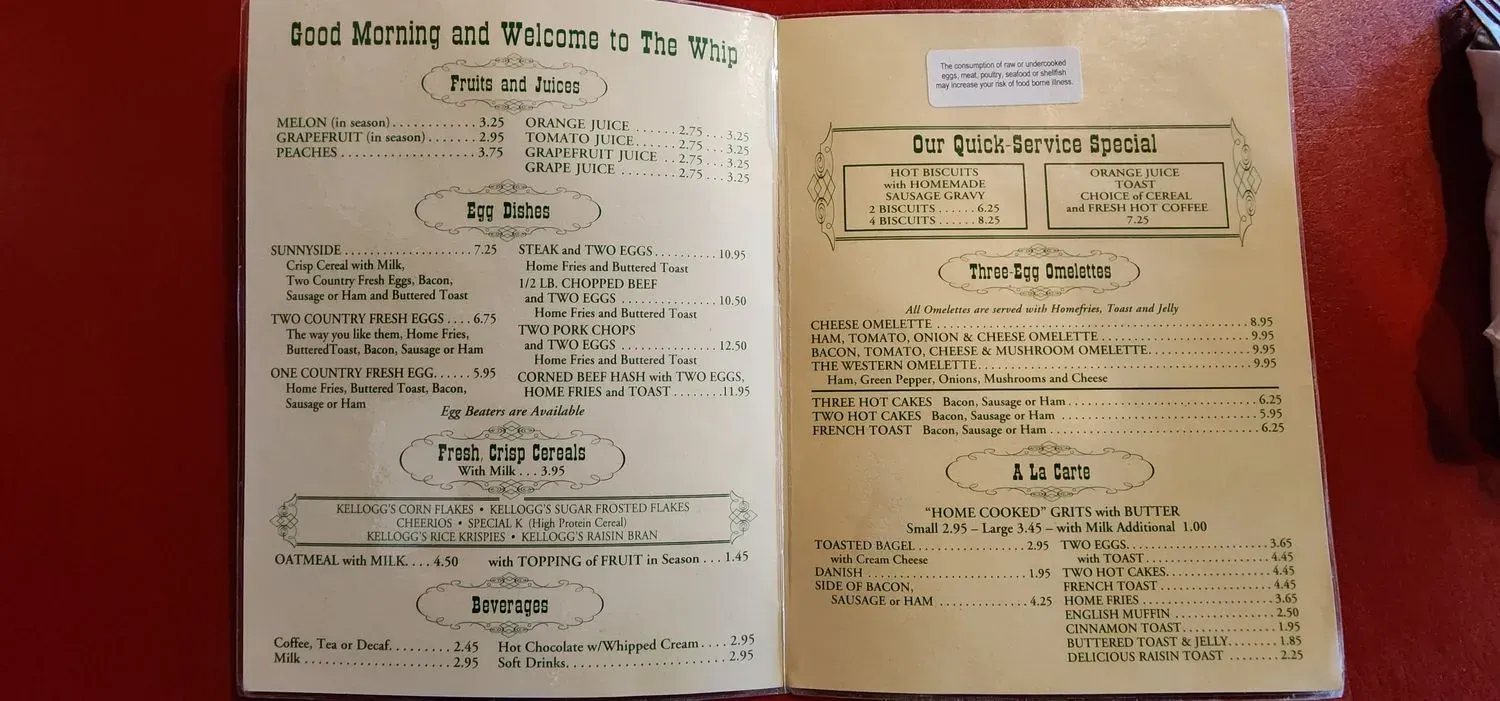 Good Morning and Welcome to The Whip
Fruits and Juices
MELON (in season) . . . . . . . . . . . . 3.25
GRAPEFRUIT (in season) . . . . . . . 2.95
PEACHES . . . . . . . . . . . . . . . . . . . 3.75
ORANGE JUICE . . . . . . 2.75 . . . 3.25
TOMATO JUICE . . . . . . 2.75 . . . 3.25
GRAPEFRUIT JUICE . . 2.75 . . . 3.25
GRAPE JUICE . . . . . . . 2.75 . . . 3.25
Egg Dishes
SUNNYSIDE . . . . . . . . . . . . . . . . . 7.25
Crisp Cereal with Milk,
Two Country Fresh Eggs, Bacon,
Sausage or Ham and Buttered Toast
TWO COUNTRY FRESH EGGS . . . . 6.75
The way you like them, Home Fries,
ButteredToast, Bacon, Sausage or Ham
ONE COUNTRY FRESH EGG. . . . . . 5.95
Home Fries, Buttered Toast, Bacon,
Sausage or Ham
STEAK and TWO EGGS . . . . . . . . . . 10.95
Home Fries and Buttered Toast
1/2 LB. CHOPPED BEEF
and TWO EGGS . . . . . . . . . . . . . . . 10.50
Home Fries and Buttered Toast
TWO PORK CHOPS
and TWO EGGS . . . . . . . . . . . . . . . 12.50
Home Fries and Buttered Toast
CORNED BEEF HASH with TWO EGGS,
HOME FRIES and TOAST . . . . . . . .11.95
Egg Beaters are Available
Fresh, Crisp Cereals
With Milk . . . 3.95
KELLOGG'S CORN FLAKES • KELLOGG'S SUGAR FROSTED FLAKES
CHEERIOS • SPECIAL K (High Protein Cereal)
KELLOGG'S RICE KRISPIES • KELLOGG'S RAISIN BRAN
OATMEAL with MILK. . . . 4.50 with TOPPING of FRUIT in Season . . . 1.45
Beverages
Coffee, Tea or Decaf. . . . . . . . . 2.45
Milk . . . . . . . . . . . . . . . . . . . . . 2.95
Hot Chocolate w/Whipped Cream . . . . 2.95
Soft Drinks. . . . . . . . . . . . . . . . . . . . . . . 2.95
The consumption of raw or undercooked
eggs, meat, poultry, seafood or shellfish
may increase your risk of food borne illness.
Our Quick-Service Special
HOT BISCUITS
with HOMEMADE
SAUSAGE GRAVY
2 BISCUITS . . . . . . 6.25
4 BISCUITS . . . . . . 8.25
ORANGE JUICE
TOAST
CHOICE of CEREAL
and FRESH HOT COFFEE
7.25
Three-Egg Omelettes
All Omelettes are served with Homefries, Toast and Jelly
CHEESE OMELETTE . . . . . . . . . . . . . . . . . . . . . . . . . . . . . . 8.95
HAM, TOMATO, ONION & CHEESE OMELETTE . . . . . . . . . . . . . . 9.95
BACON, TOMATO, CHEESE & MUSHROOM OMELETTE. . . . . . . . . . 9.95
THE WESTERN OMELETTE . . . . . . . . . . . . . . . . . . . . . . . . . 9.95
Ham, Green Pepper, Onions, Mushrooms and Cheese
THREE HOT CAKES Bacon, Sausage or Ham . . . . . . . . . . . . . . . . 6.25
TWO HOT CAKES Bacon, Sausage or Ham . . . . . . . . . . . . . . . . . 5.95
FRENCH TOAST Bacon, Sausage or Ham . . . . . . . . . . . . . . . . . . 6.25
A La Carte
"HOME COOKED" GRITS with BUTTER
Small 2.95 – Large 3.45 – with Milk Additional 1.00
TOASTED BAGEL . . . . . . . . . . . . . . . 2.95
with Cream Cheese
DANISH . . . . . . . . . . . . . . . . . . . . . 1.95
SIDE OF BACON,
SAUSAGE or HAM . . . . . . . . . . . . 4.25
TWO EGGS. . . . . . . . . . . . . . . . . . . 3.65
with TOAST . . . . . . . . . . . . . . . . 4.45
TWO HOT CAKES. . . . . . . . . . . . . . 4.45
FRENCH TOAST . . . . . . . . . . . . . . . 4.45
HOME FRIES . . . . . . . . . . . . . . . . . 3.65
ENGLISH MUFFIN . . . . . . . . . . . . . 2.50
CINNAMON TOAST. . . . . . . . . . . . . 1.95
BUTTERED TOAST & JELLY. . . . . . . 1.85
DELICIOUS RAISIN TOAST . . . . . . . . 2.25